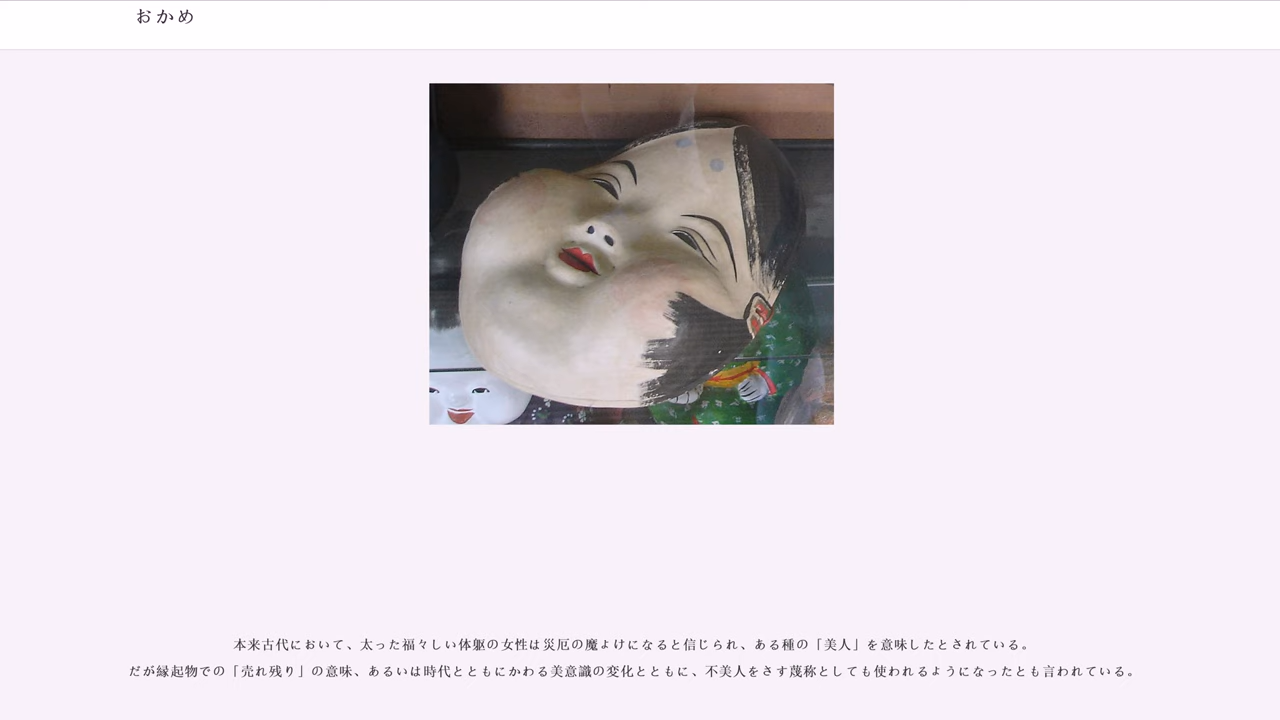 おかめ
本来古代において、太った福々しい体躯の女性は災厄の魔よけになると信じられ、ある種の「美人」を意味したとされている。
だが縁起物での「売れ残り」の意味、あるいは時代とともにかわる美意識の変化とともに、不美人をさす蔑称としても使われるようになったとも言われている。